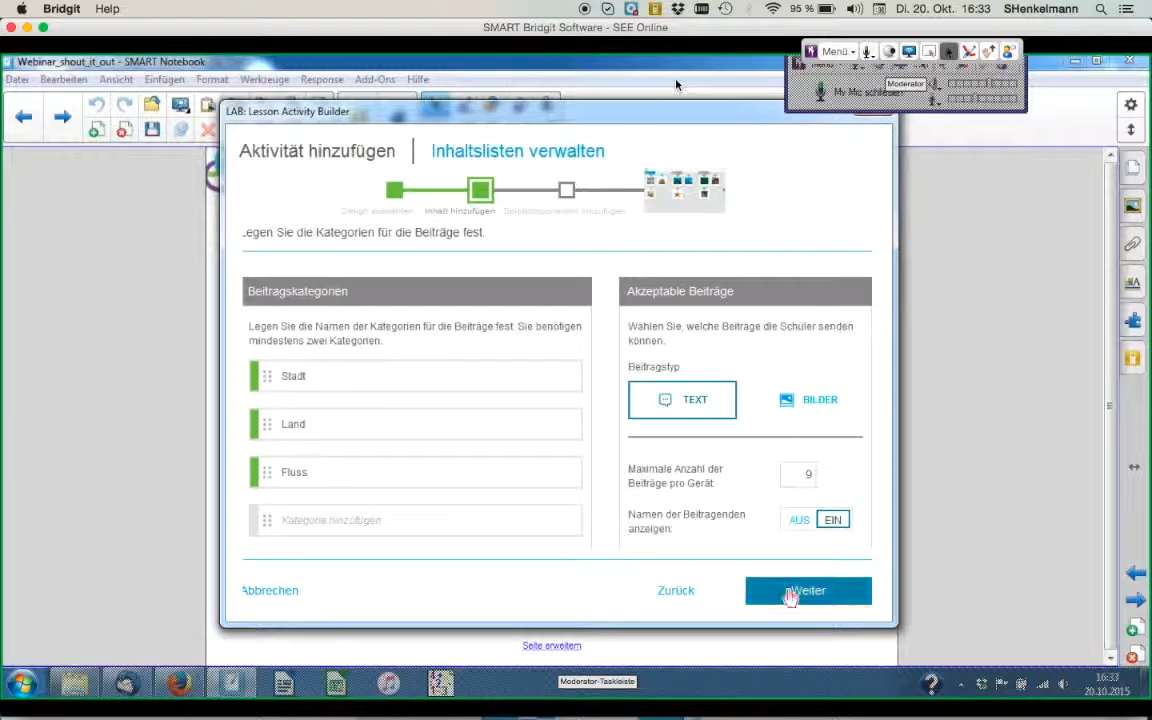 Bridgit Help 95 % Di. 20. Okt. 16:33 SHenkelmann
SMART Bridgit Software - SEE Online
Menü
Webinar_shout_it_out - SMART Notebook
Datei Bearbeiten Ansicht Einfügen Format Werkzeuge Response Add-Ons Hilfe
Moderator
My Mic
LAB: Lesson Activity Builder
Aktivität hinzufügen | Inhaltslisten verwalten
Design auswählen Inhalt hinzufügen Spielkomponenten hinzufügen
Legen Sie die Kategorien für die Beiträge fest.
Beitragskategorien
Legen Sie die Namen der Kategorien für die Beiträge fest. Sie benötigen
mindestens zwei Kategorien.
Stadt
Land
Fluss
Kategorie hinzufügen
Akzeptable Beiträge
Wählen Sie, welche Beiträge die Schüler senden
können.
Beitragstyp
TEXT BILDER
Maximale Anzahl der
Beiträge pro Gerät: 9
Namen der Beitragenden
anzeigen: AUS EIN
Abbrechen Zurück Weiter
Seite erweitern
Moderator-Taskleiste
16:33
20.10.2015